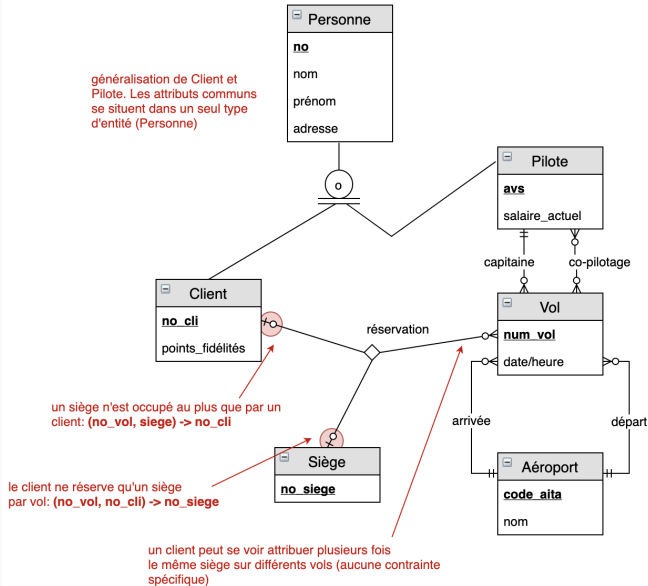 Personne
no
nom
prénom
adresse
généralisation de Client et
Pilote. Les attributs communs
se situent dans un seul type
d'entité (Personne)
o
Pilote
avs
salaire_actuel
capitaine
co-pilotage
Client
no_cli
points_fidélités
réservation
Vol
num_vol
date/heure
un siège n'est occupé au plus que par un
client: (no_vol, siege) -> no_cli
arrivée
départ
Siège
no_siege
Aéroport
code_aita
nom
le client ne réserve qu'un siège
par vol: (no_vol, no_cli) -> no_siege
un client peut se voir attribuer plusieurs fois
le même siège sur différents vols (aucune contrainte
spécifique)